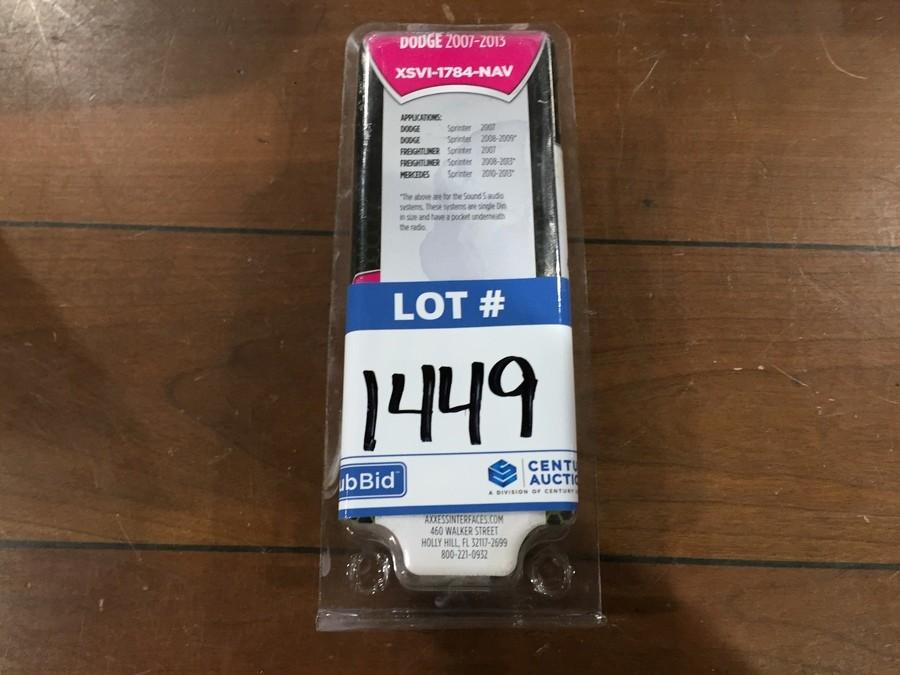 DODGE 2007-2013
XSVI-1784-NAV
APPLICATIONS:
DODGE Sprinter 2007
DODGE Sprinter 2008-2009*
FREIGHTLINER Sprinter 2007
FREIGHTLINER Sprinter 2008-2013*
MERCEDES Sprinter 2010-2013*
*The above are for the Sound 5 audio
systems. These systems are single Din
in size and have a pocket underneath
the radio.
LOT #
1449
ubBid™
CENTU
AUCTIO
A DIVISION OF CENTURY
AXXESSINTERFACES.COM
460 WALKER STREET
HOLLY HILL, FL 32117-2699
800-221-0932